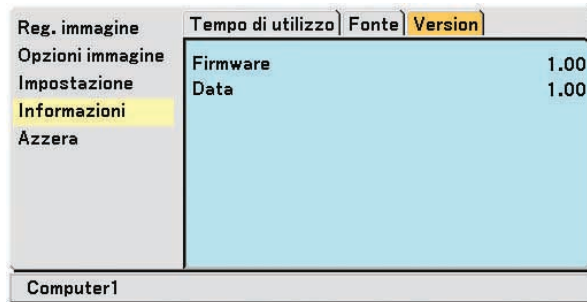 Reg. immagine
Opzioni immagine
Impostazione
Informazioni
Azzera
Tempo di utilizzo Fonte Version
Firmware 1.00
Data 1.00
Computer1